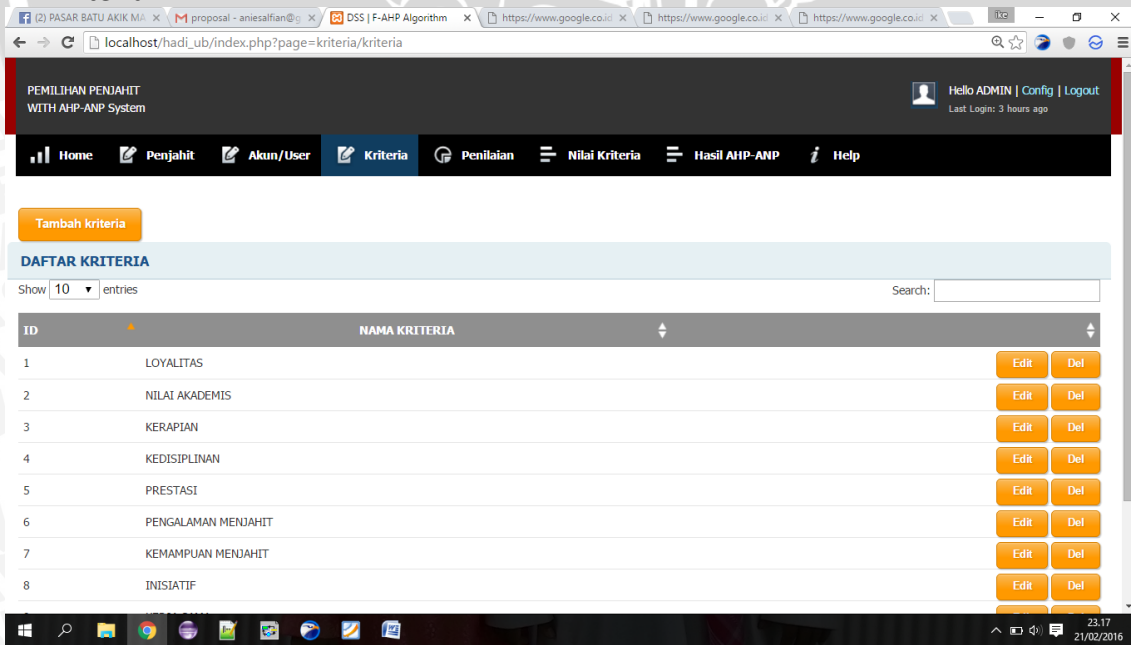 (2) PASAR BATU AKIK MA
proposal - aniesalfian@g
DSS | F-AHP Algorithm
https://www.google.co.id
https://www.google.co.id
https://www.google.co.id
ike
localhost/hadi_ub/index.php?page=kriteria/kriteria
PEMILIHAN PENJAHIT
WITH AHP-ANP System
Hello ADMIN | Config | Logout
Last Login: 3 hours ago
Home Penjahit Akun/User Kriteria Penilaian Nilai Kriteria Hasil AHP-ANP Help
Tambah kriteria
DAFTAR KRITERIA
Show 10 entries Search:
ID NAMA KRITERIA
1 LOYALITAS Edit Del
2 NILAI AKADEMIS Edit Del
3 KERAPIAN Edit Del
4 KEDISIPLINAN Edit Del
5 PRESTASI Edit Del
6 PENGALAMAN MENJAHIT Edit Del
7 KEMAMPUAN MENJAHIT Edit Del
8 INISIATIF Edit Del
23.17
21/02/2016